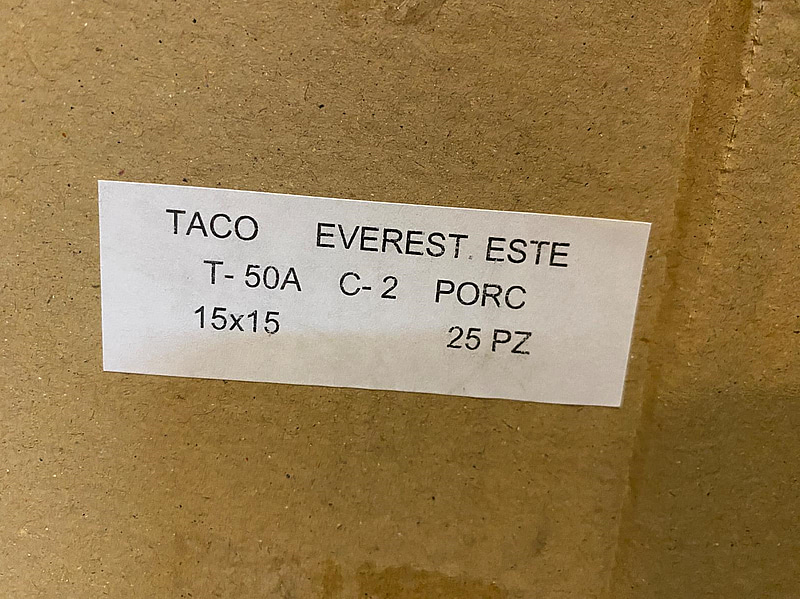 TACO EVEREST. ESTE
T- 50A C- 2 PORC
15x15 25 PZ